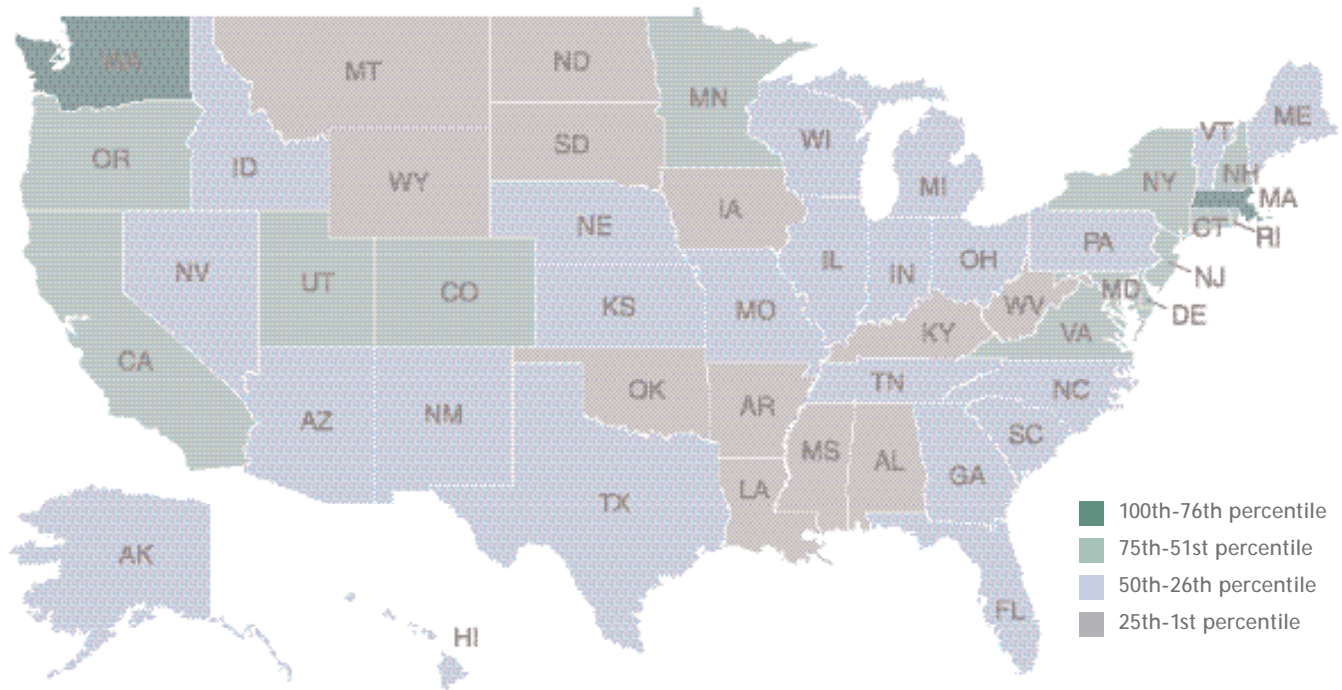 WA
MT
ND
MN
OR
ID
SD
WI
VT
ME
WY
MI
NY
NH
IA
MA
NE
CT
RI
NV
IL
IN
OH
PA
UT
CO
NJ
KS
MO
WV
MD
DE
CA
KY
VA
OK
TN
NC
AZ
NM
AR
SC
MS
AL
GA
TX
LA
AK
FL
HI
100th-76th percentile
75th-51st percentile
50th-26th percentile
25th-1st percentile